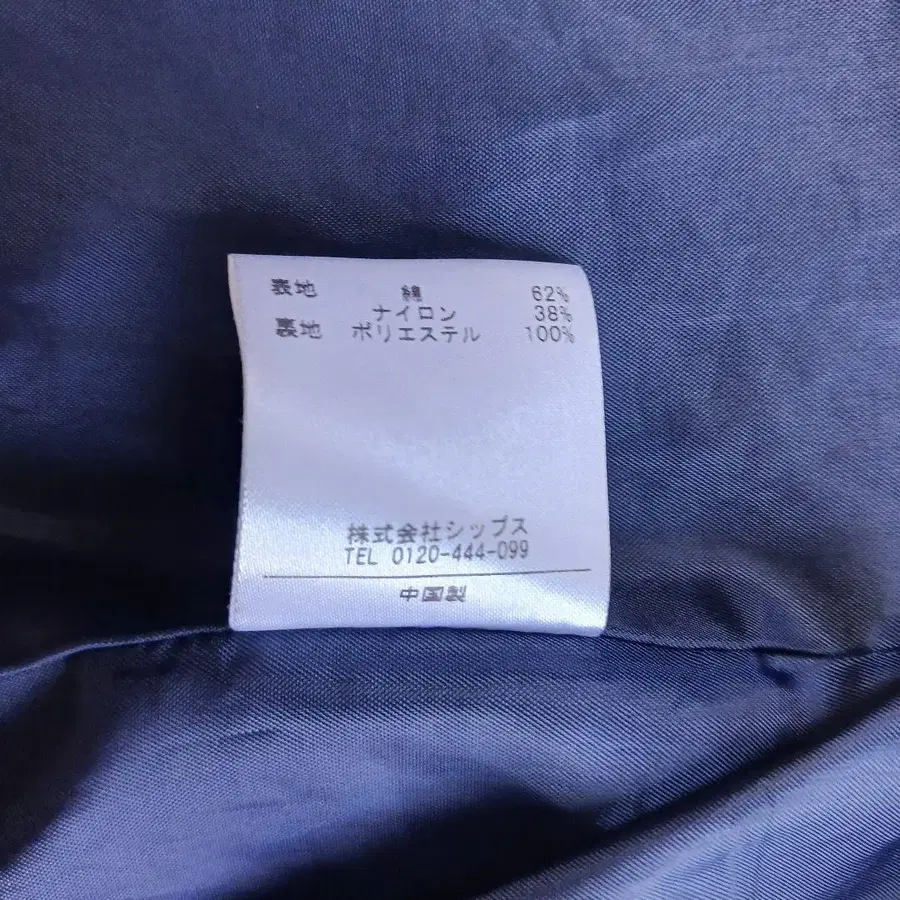 表地 綿 62%
ナイロン 38%
裏地 ポリエステル 100%
株式会社シップス
TEL 0120-444-099
中国製